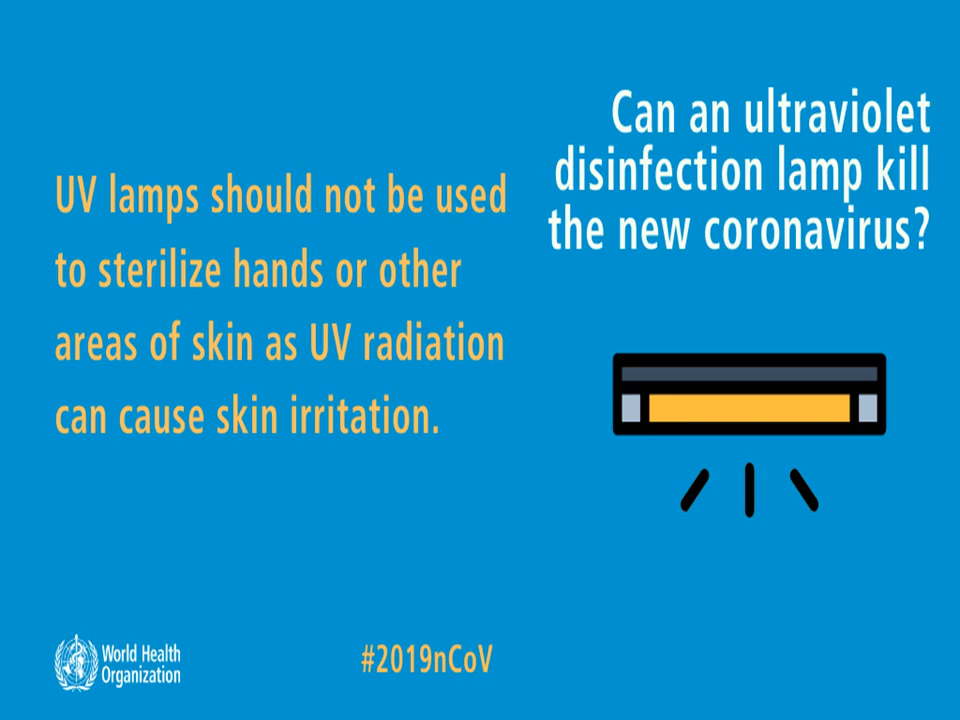 Can an ultraviolet
disinfection lamp kill
the new coronavirus?
UV lamps should not be used
to sterilize hands or other
areas of skin as UV radiation
can cause skin irritation.
World Health
Organization
#2019nCoV